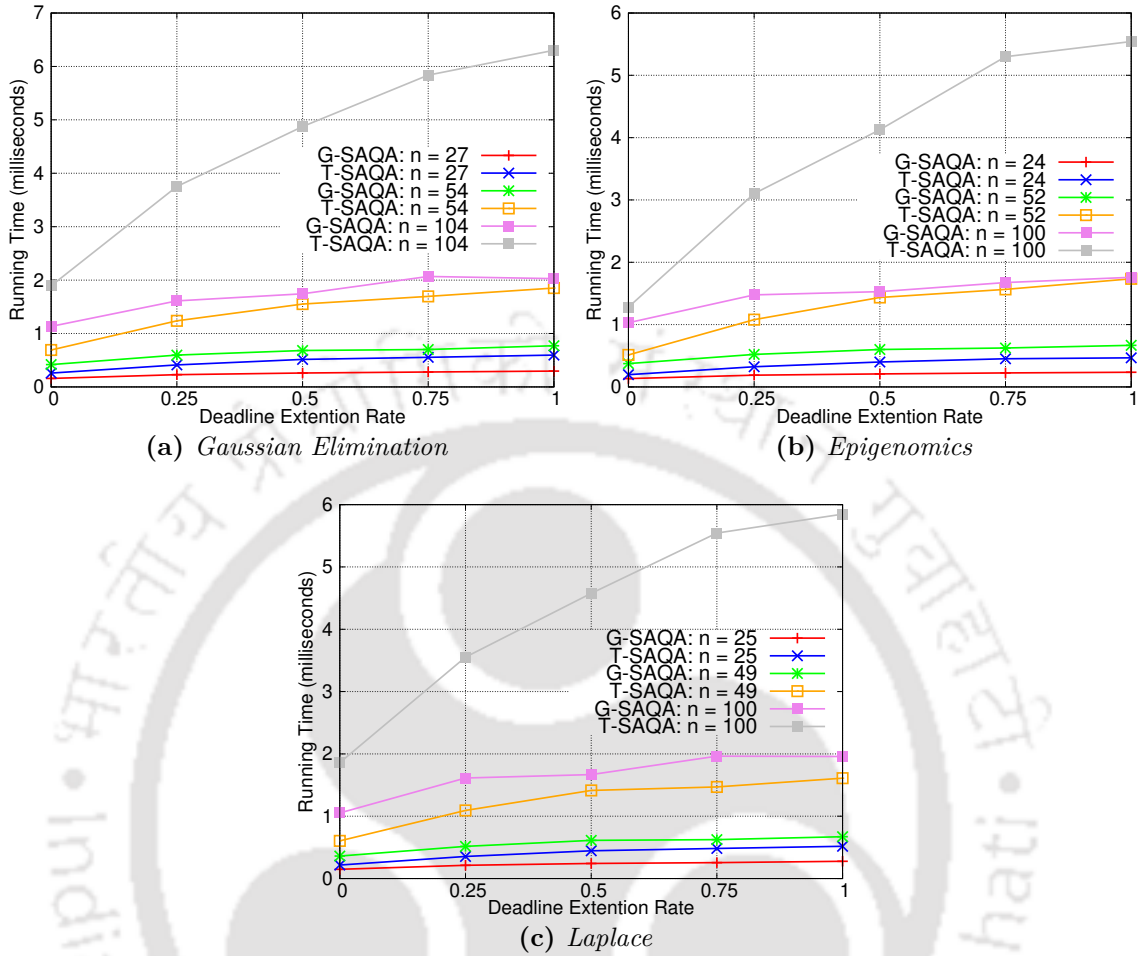 7
6
5
4
3
2
1
0
Running Time (milliseconds)
G-SAQA: n = 27
T-SAQA: n = 27
G-SAQA: n = 54
T-SAQA: n = 54
G-SAQA: n = 104
T-SAQA: n = 104
0 0.25 0.5 0.75 1
Deadline Extention Rate
(a) Gaussian Elimination
6
5
4
3
2
1
0
Running Time (milliseconds)
G-SAQA: n = 24
T-SAQA: n = 24
G-SAQA: n = 52
T-SAQA: n = 52
G-SAQA: n = 100
T-SAQA: n = 100
0 0.25 0.5 0.75 1
Deadline Extention Rate
(b) Epigenomics
6
5
4
3
2
1
0
Running Time (milliseconds)
G-SAQA: n = 25
T-SAQA: n = 25
G-SAQA: n = 49
T-SAQA: n = 49
G-SAQA: n = 100
T-SAQA: n = 100
0 0.25 0.5 0.75 1
Deadline Extention Rate
(c) Laplace
भारतीय
गुवाहाटी
hati